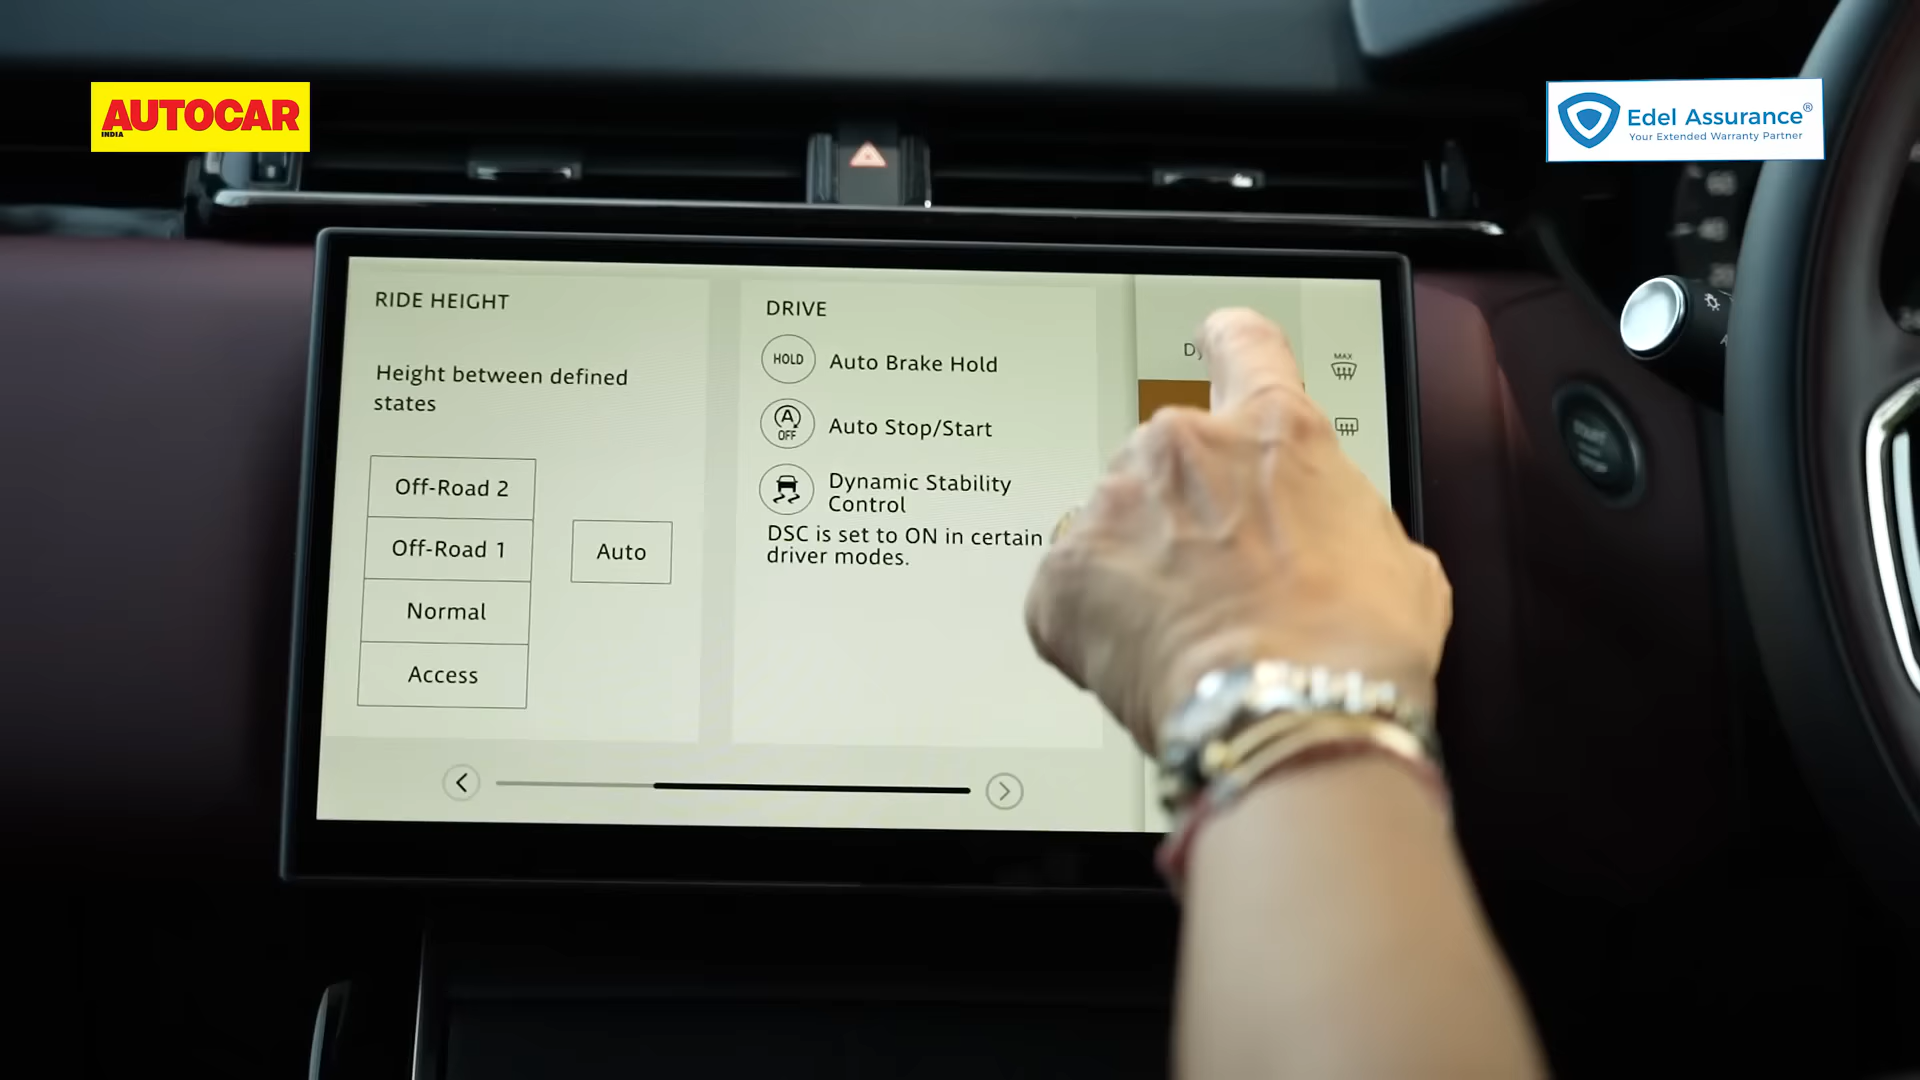 AUTOCAR
INDIA
Edel Assurance®
Your Extended Warranty Partner
RIDE HEIGHT
Height between defined
states
Off-Road 2
Off-Road 1
Normal
Access
Auto
DRIVE
HOLD
Auto Brake Hold
A
OFF
Auto Stop/Start
Dynamic Stability
Control
DSC is set to ON in certain
driver modes.
MAX